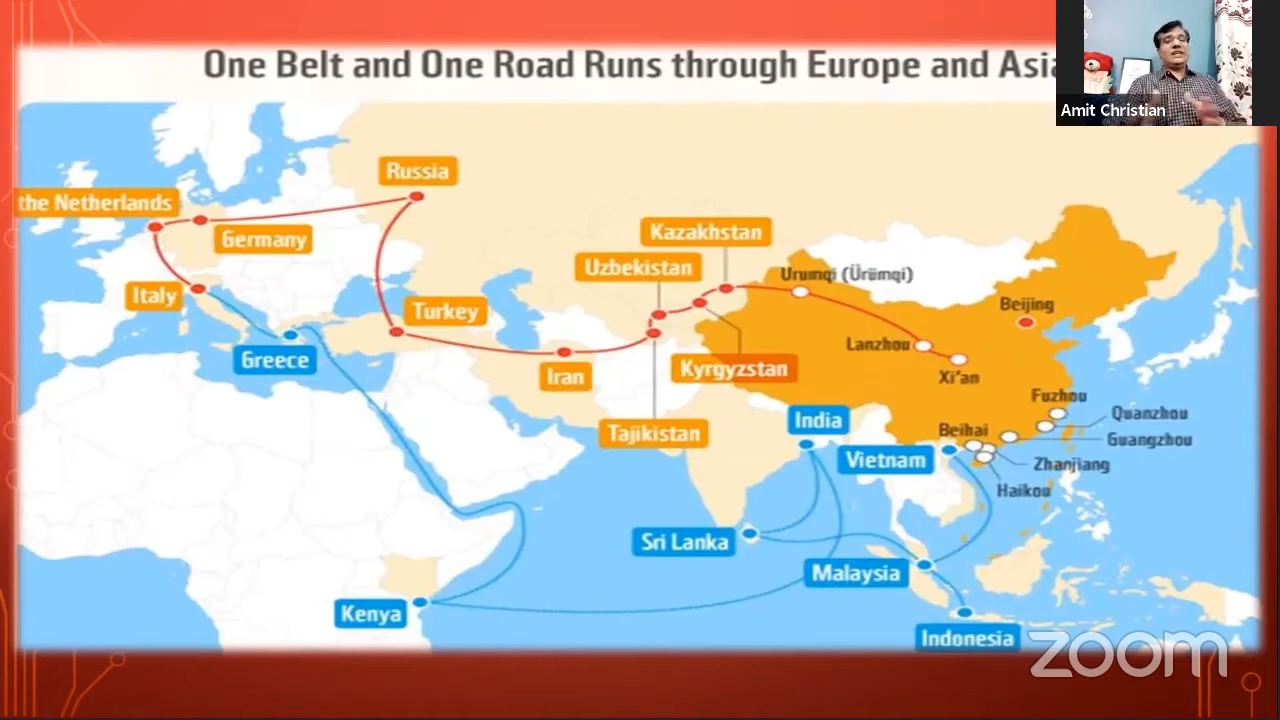 One Belt and One Road Runs through Europe and Asia
Amit Christian
Russia
the Netherlands
Germany
Kazakhstan
Uzbekistan
Urumqi (Ürümqi)
Italy
Turkey
Beijing
Lanzhou
Greece
Iran
Kyrgyzstan
Xi'an
Fuzhou
Quanzhou
India
Tajikistan
Beihai
Guangzhou
Vietnam
Zhanjiang
Haikou
Sri Lanka
Malaysia
Kenya
Indonesia
zoom